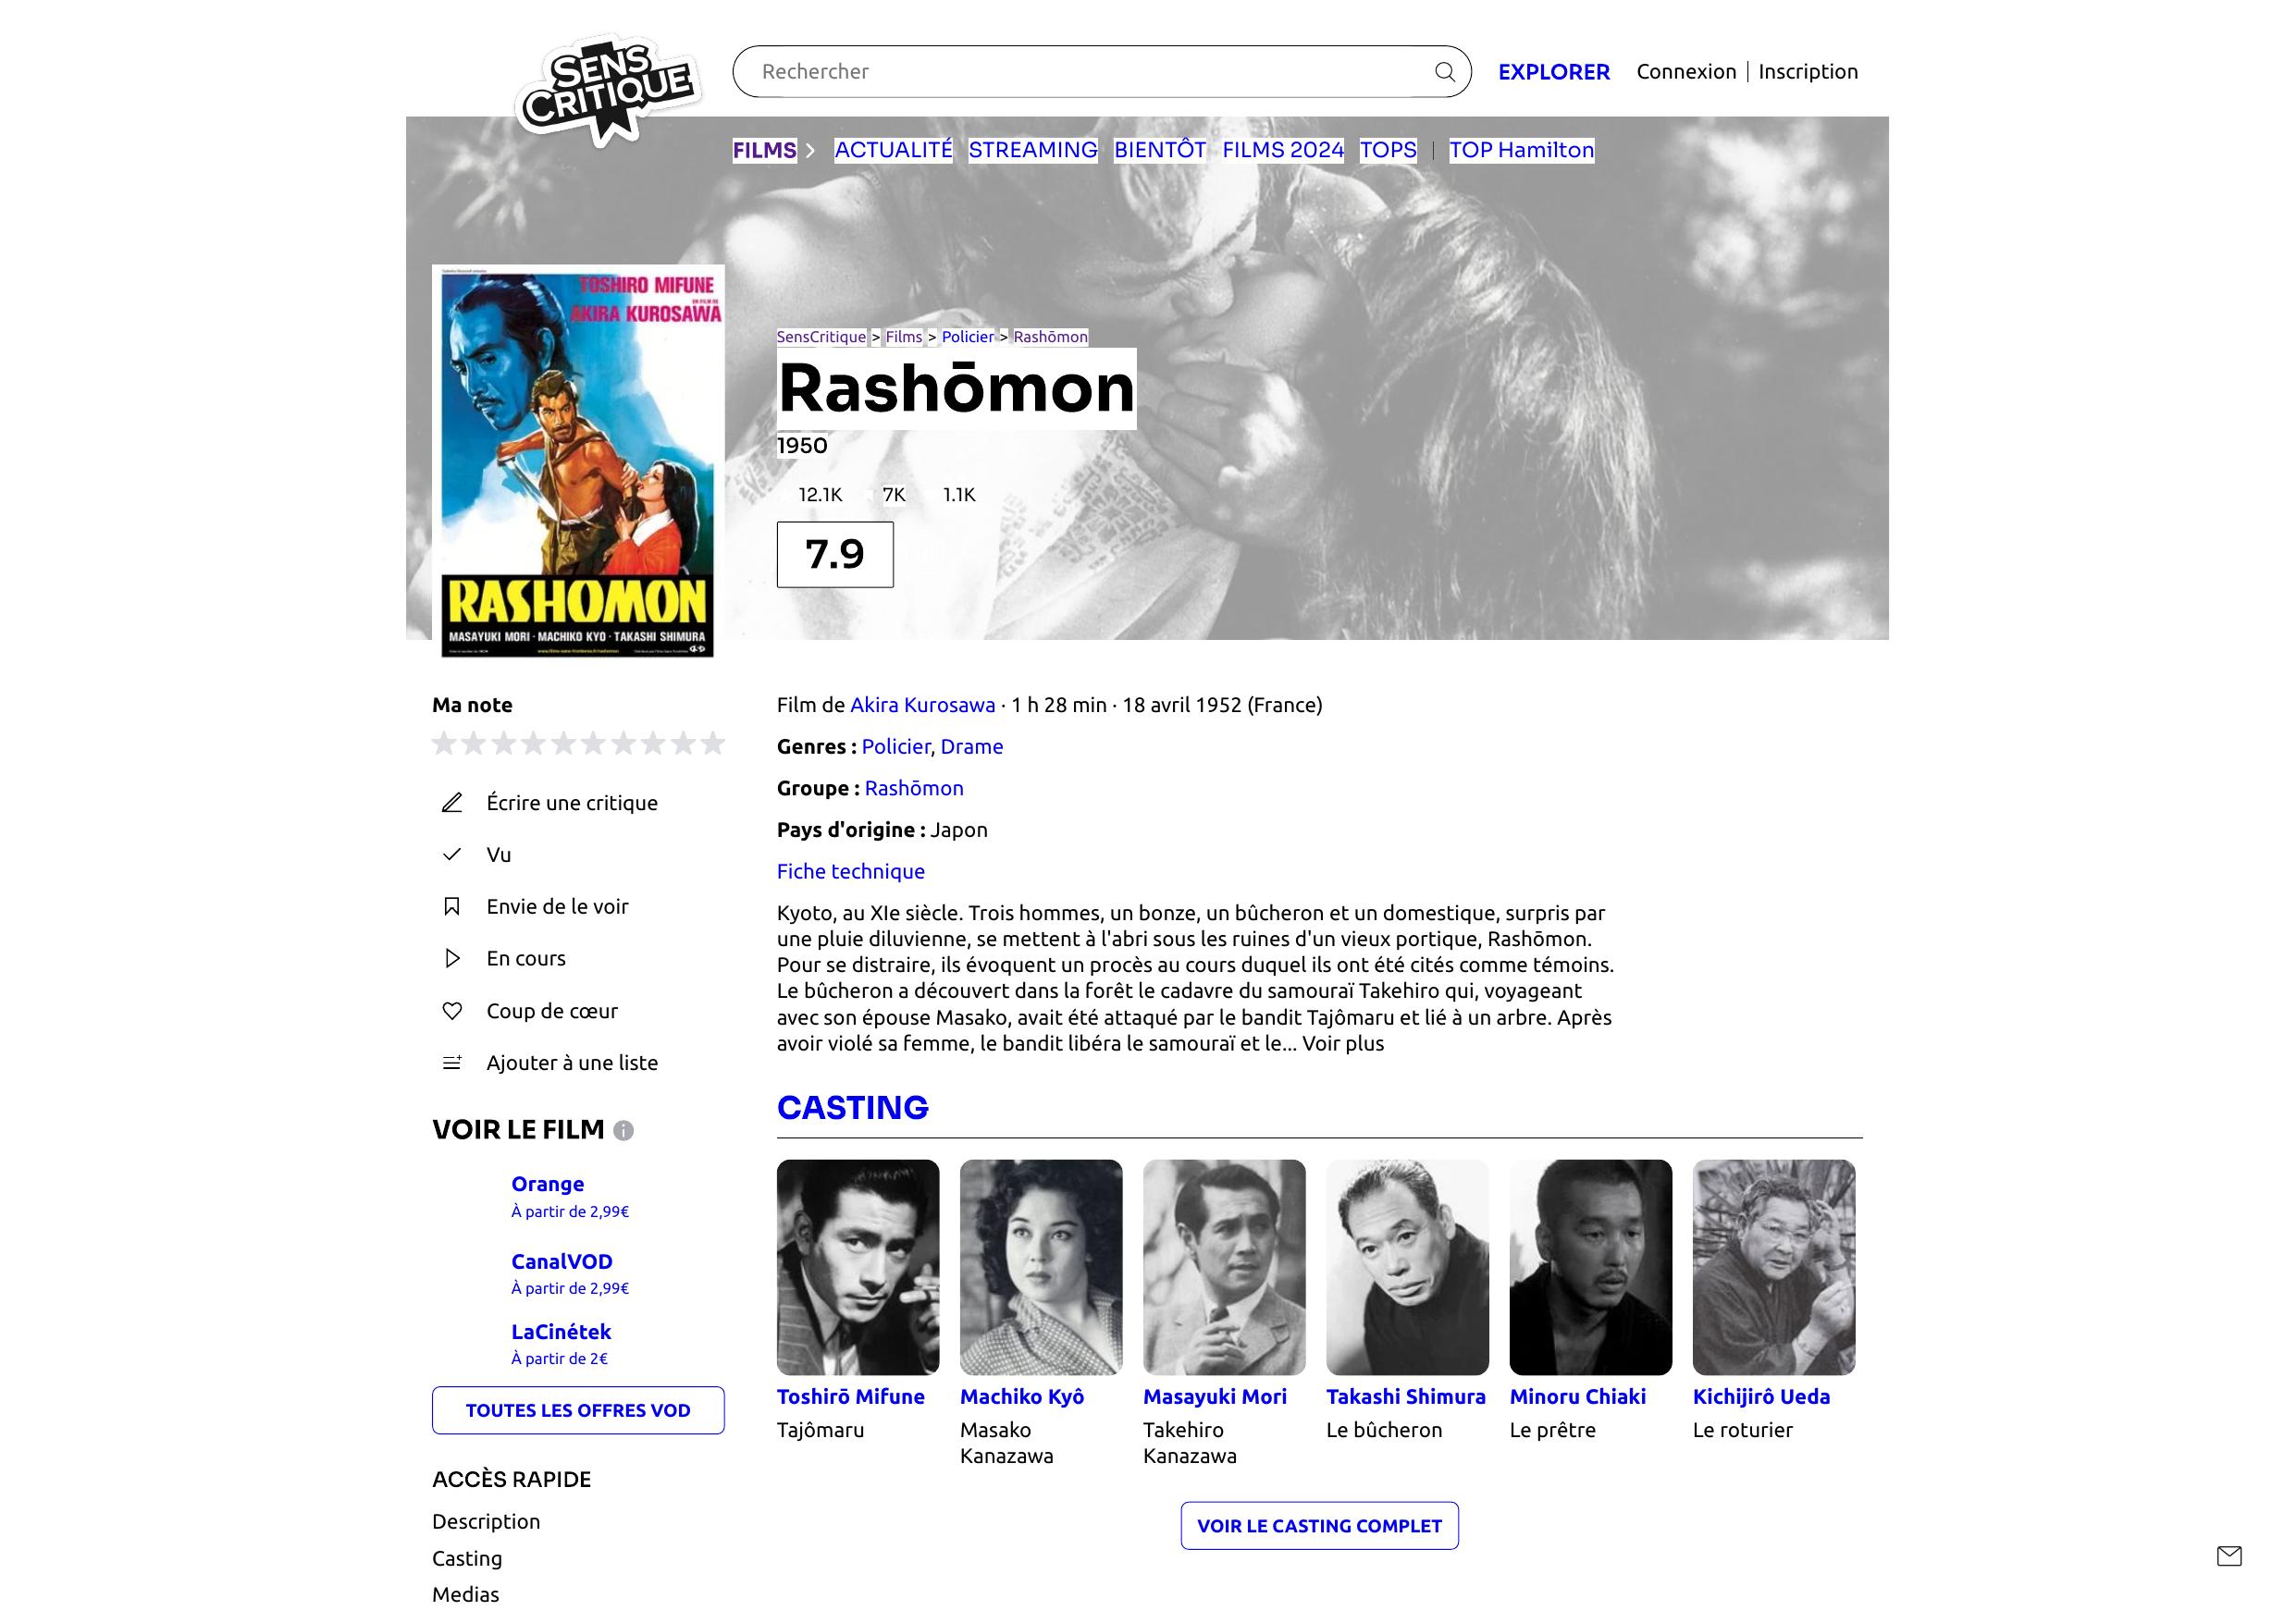 SENS
CRITIQUE
Rechercher
EXPLORER
Connexion | Inscription
FILMS
ACTUALITÉ
STREAMING
BIENTÔT
FILMS 2024
TOPS
TOP Hamilton
TOSHIRO MIFUNE
EN FILM DE
AKIRA KUROSAWA
RASHOMON
MASAYUKI MORI · MACHIKO KYO · TAKASHI SHIMURA
SensCritique > Films > Policier > Rashōmon
Rashōmon
1950
12.1K 7K 1.1K
7.9
Ma note
Écrire une critique
Vu
Envie de le voir
En cours
Coup de cœur
Ajouter à une liste
VOIR LE FILM
Orange
À partir de 2,99€
CanalVOD
À partir de 2,99€
LaCinétek
À partir de 2€
TOUTES LES OFFRES VOD
ACCÈS RAPIDE
Description
Casting
Medias
Film de Akira Kurosawa · 1 h 28 min · 18 avril 1952 (France)
Genres : Policier, Drame
Groupe : Rashōmon
Pays d'origine : Japon
Fiche technique
Kyoto, au XIe siècle. Trois hommes, un bonze, un bûcheron et un domestique, surpris par
une pluie diluvienne, se mettent à l'abri sous les ruines d'un vieux portique, Rashōmon.
Pour se distraire, ils évoquent un procès au cours duquel ils ont été cités comme témoins.
Le bûcheron a découvert dans la forêt le cadavre du samouraï Takehiro qui, voyageant
avec son épouse Masako, avait été attaqué par le bandit Tajômaru et lié à un arbre. Après
avoir violé sa femme, le bandit libéra le samouraï et le... Voir plus
CASTING
Toshirō Mifune
Tajômaru
Machiko Kyô
Masako
Kanazawa
Masayuki Mori
Takehiro
Kanazawa
Takashi Shimura
Le bûcheron
Minoru Chiaki
Le prêtre
Kichijirô Ueda
Le roturier
VOIR LE CASTING COMPLET